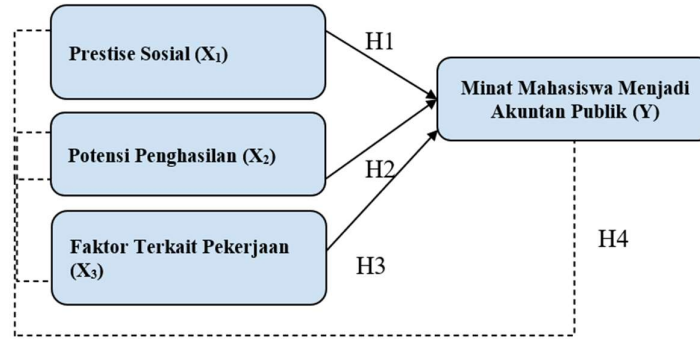 Prestise Sosial (X₁)
H1
Minat Mahasiswa Menjadi
Akuntan Publik (Y)
Potensi Penghasilan (X₂)
H2
Faktor Terkait Pekerjaan
(X₃)
H3
H4